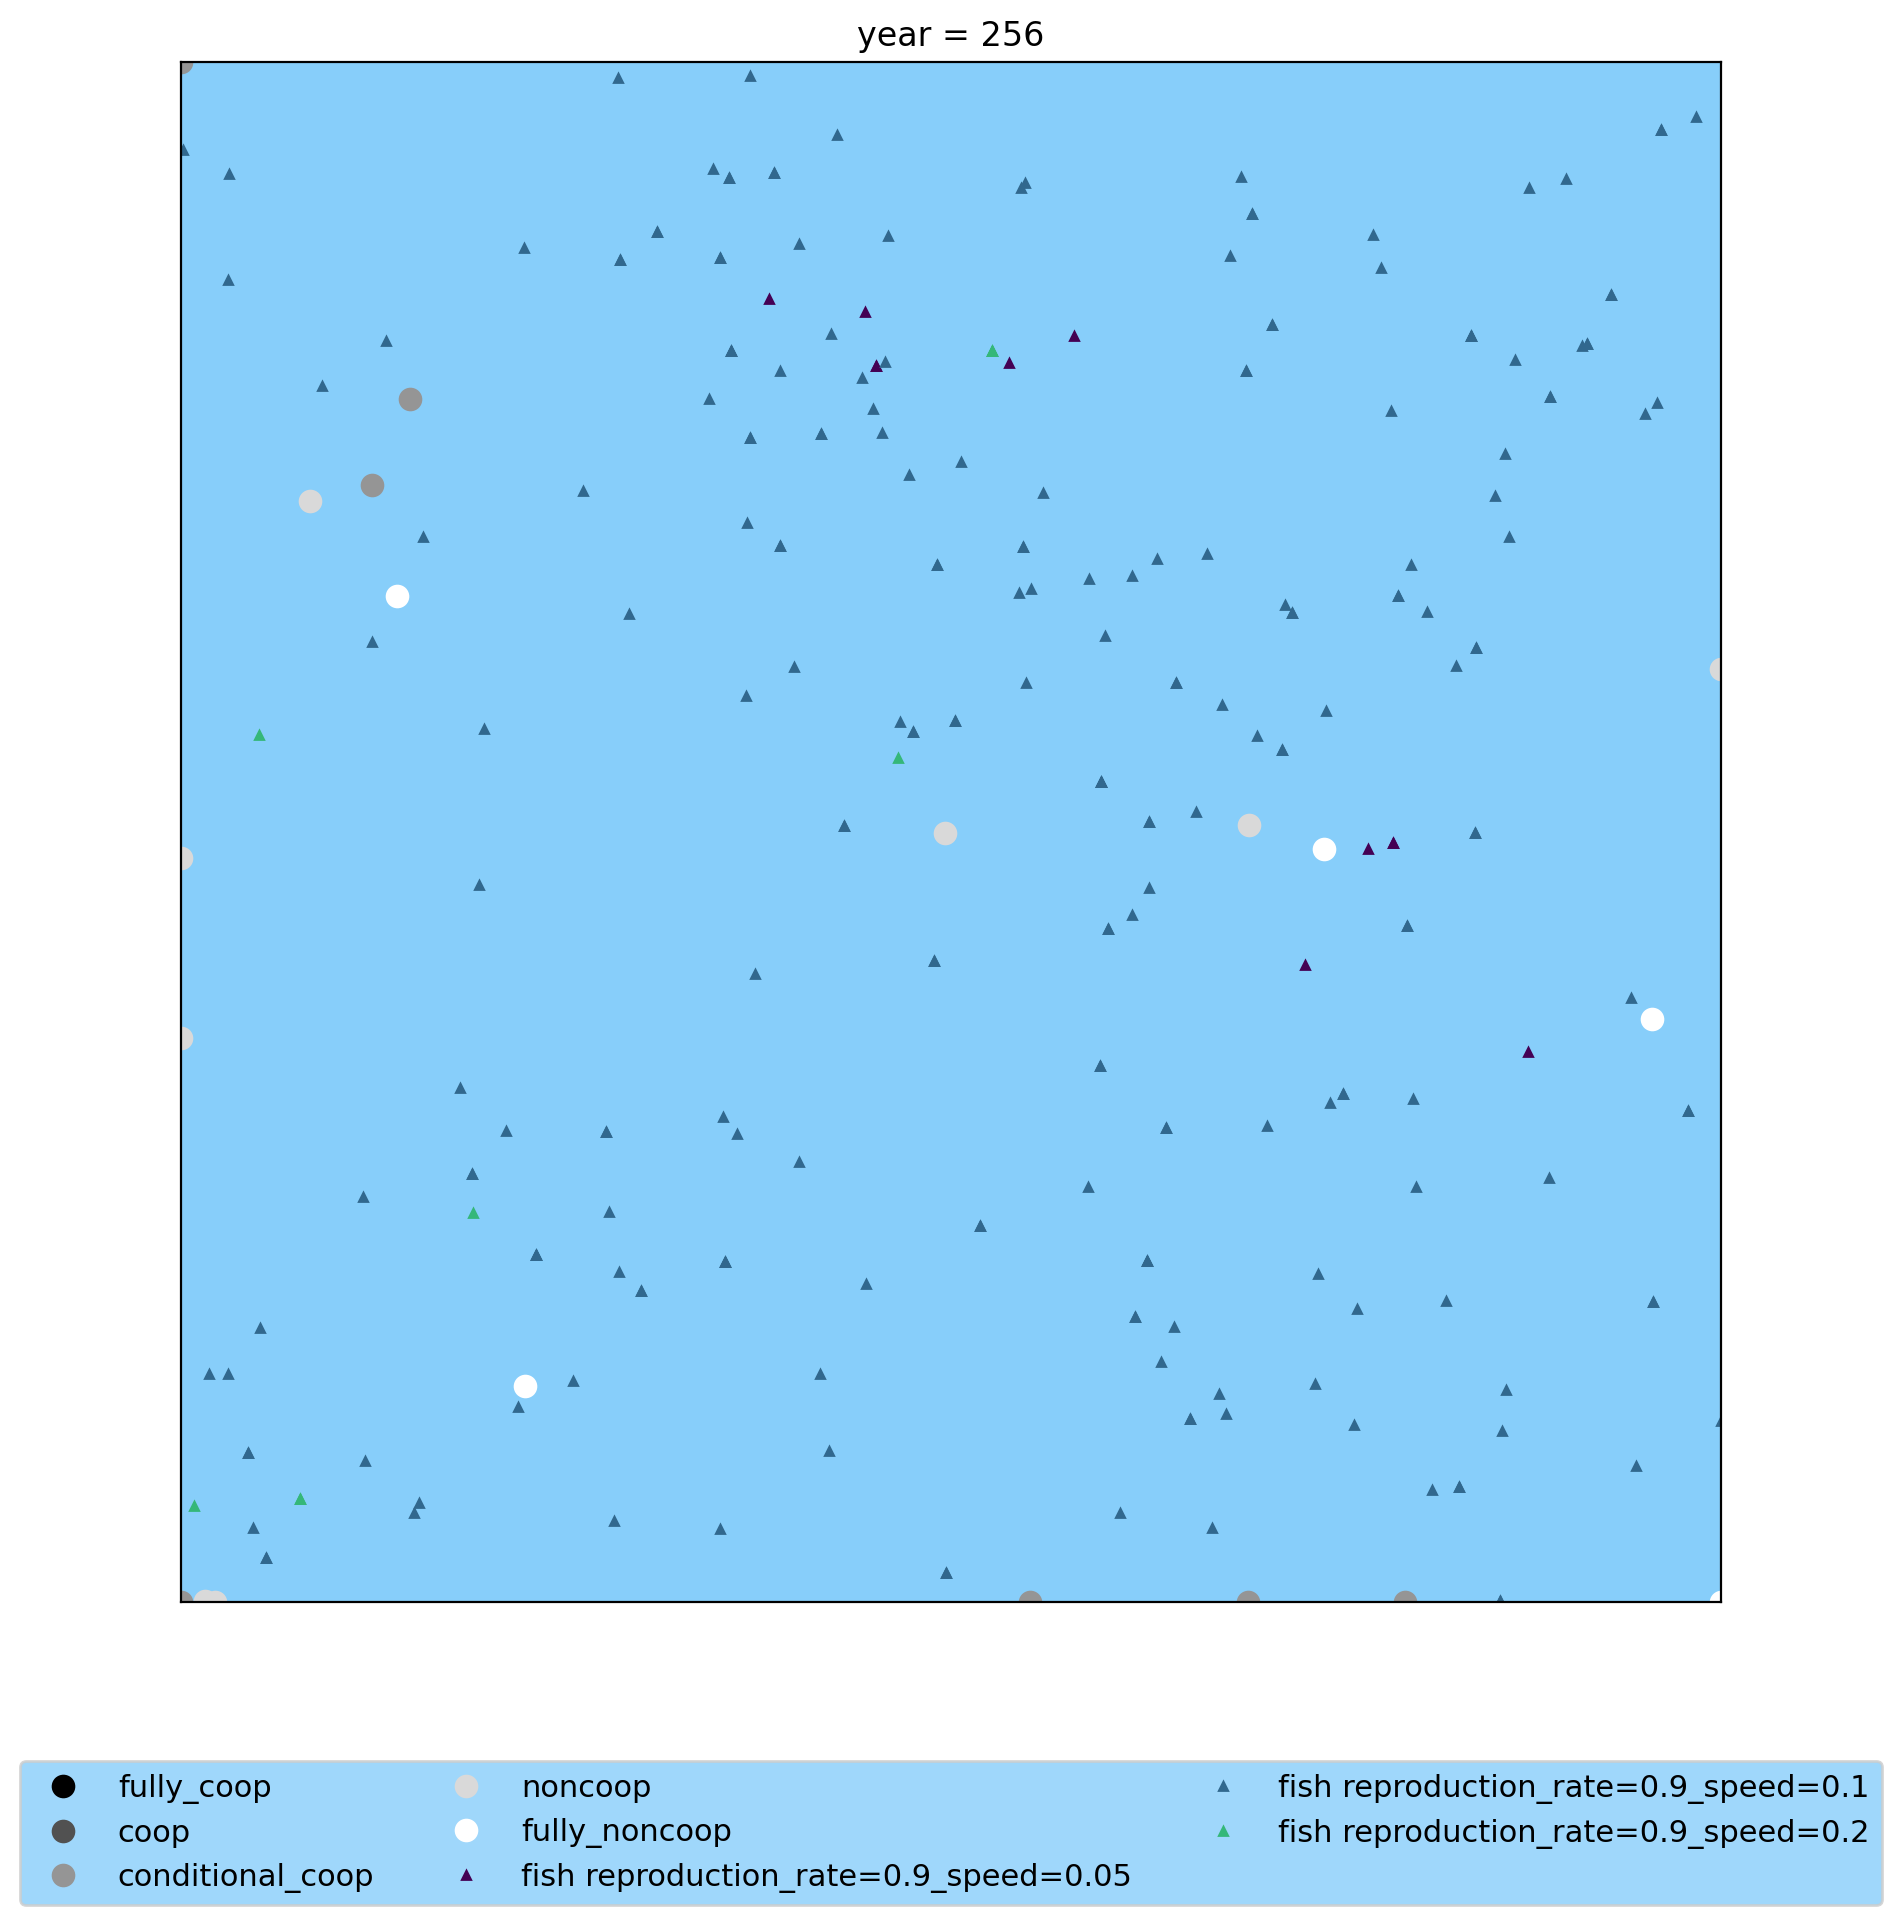 year = 256
fully_coop
coop
conditional_coop
noncoop
fully_noncoop
fish reproduction_rate=0.9_speed=0.05
fish reproduction_rate=0.9_speed=0.1
fish reproduction_rate=0.9_speed=0.2